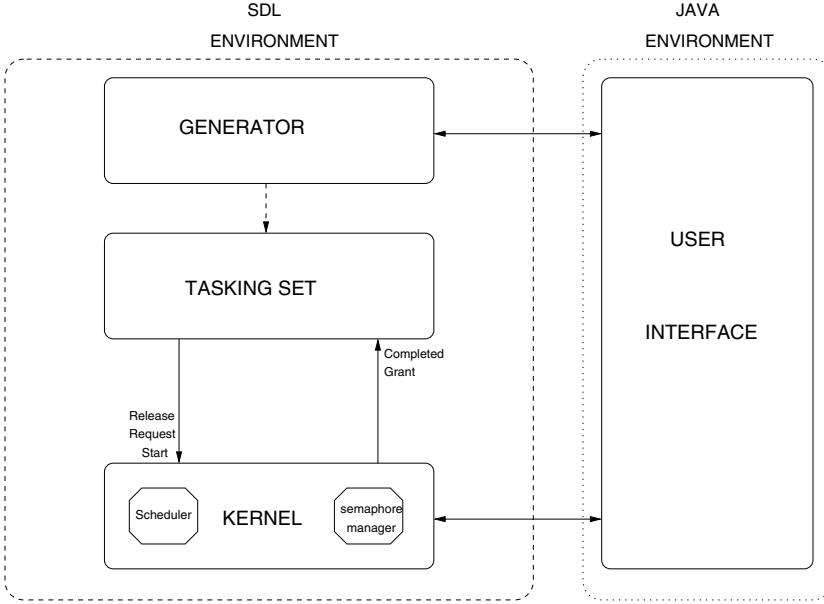 SDL
ENVIRONMENT
JAVA
ENVIRONMENT
GENERATOR
TASKING SET
USER
INTERFACE
Completed
Grant
Release
Request
Start
Scheduler
KERNEL
semaphore
manager